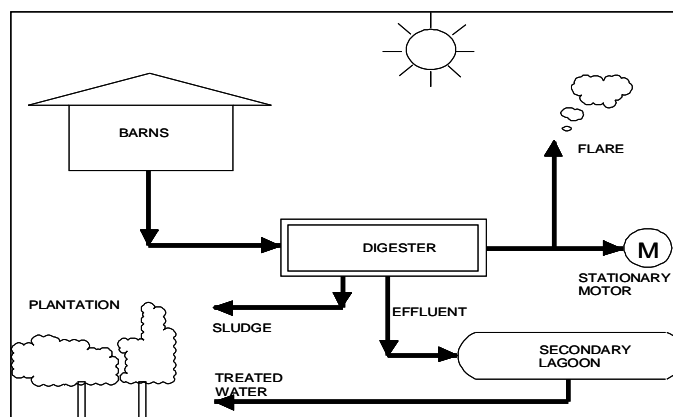 BARNS
FLARE
DIGESTER
M
STATIONARY
MOTOR
PLANTATION
SLUDGE
EFFLUENT
SECONDARY
LAGOON
TREATED
WATER